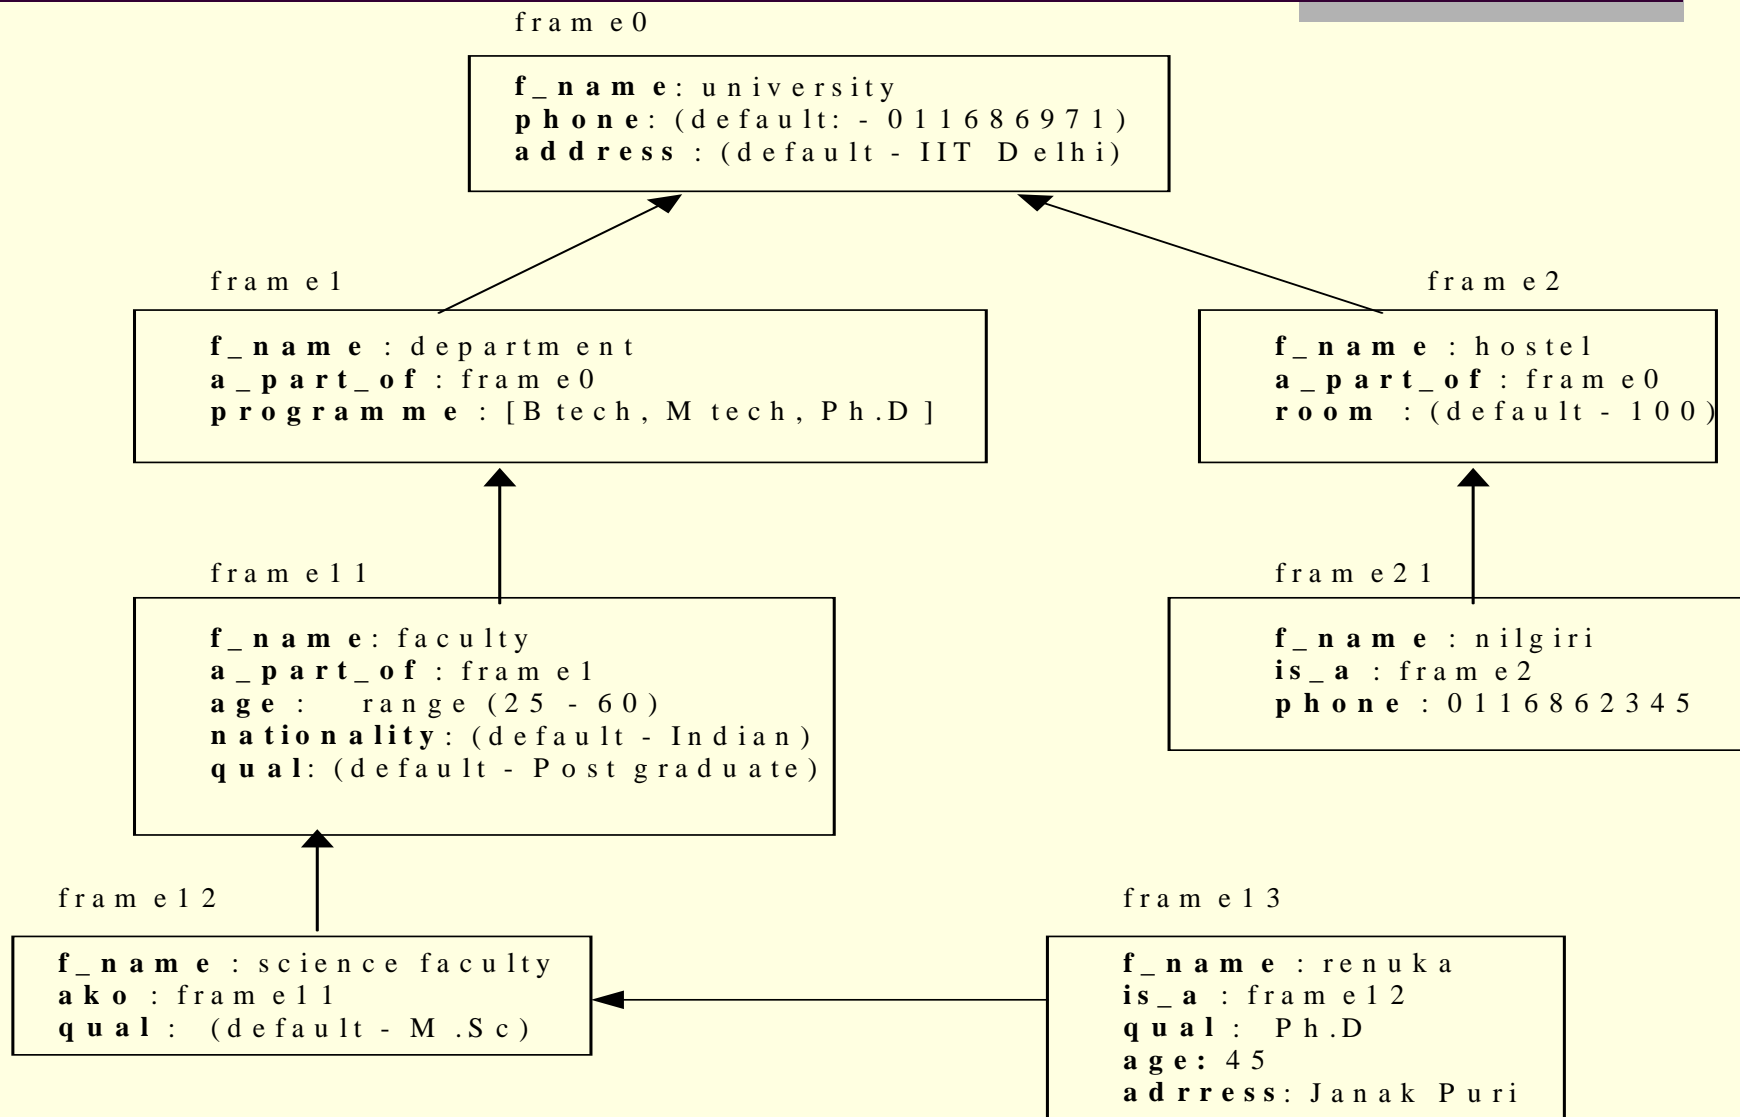 frame0
f_name: university
phone: (default: - 011686971)
address : (default - IIT Delhi)
frame1
f_name : department
a_part_of : frame0
programme : [Btech, Mtech, Ph.D]
frame2
f_name : hostel
a_part_of : frame0
room : (default - 100)
frame11
f_name: faculty
a_part_of : frame1
age : range (25 - 60)
nationality: (default - Indian)
qual: (default - Post graduate)
frame21
f_name : nilgiri
is_a : frame2
phone : 0116862345
frame12
f_name : science faculty
ako : frame11
qual : (default - M.Sc)
frame13
f_name : renuka
is_a : frame12
qual : Ph.D
age: 45
adrress: Janak Puri